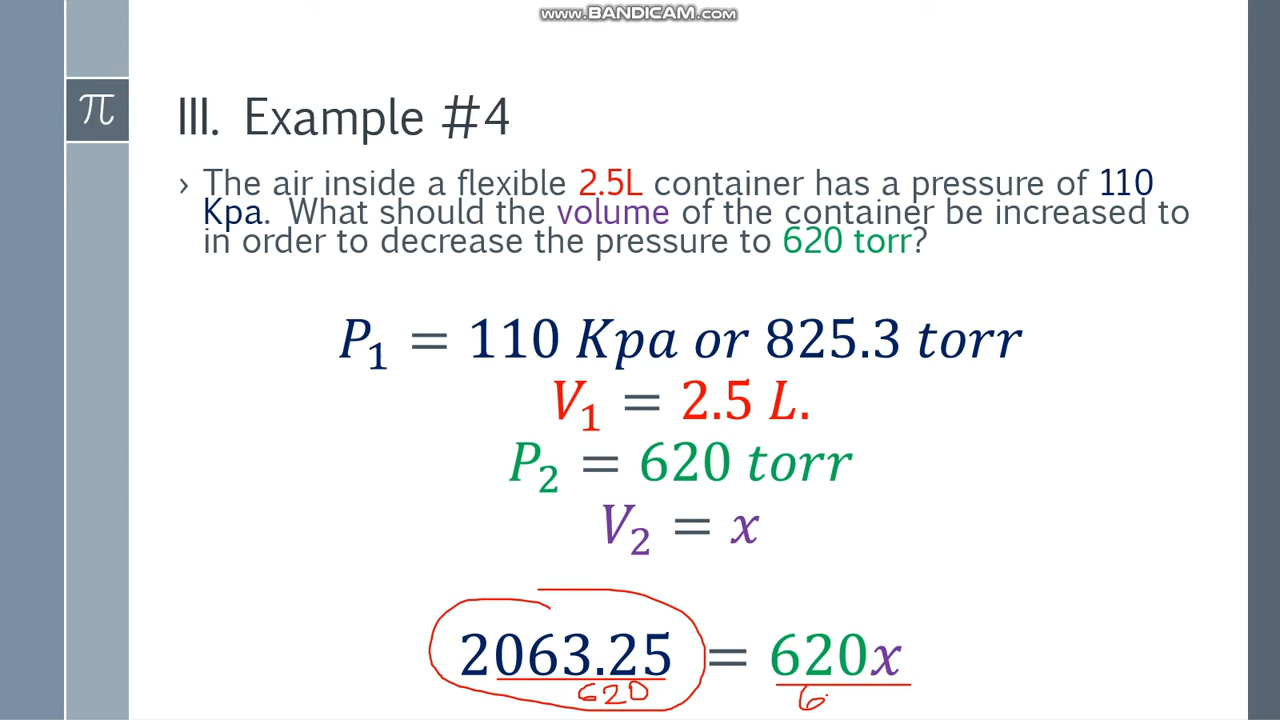 www.BANDICAM.com
π
III. Example #4
› The air inside a flexible 2.5L container has a pressure of 110
Kpa. What should the volume of the container be increased to
in order to decrease the pressure to 620 torr?
P₁ = 110 Kpa or 825.3 torr
V₁ = 2.5 L.
P₂ = 620 torr
V₂ = x
2063.25 = 620x
620 6